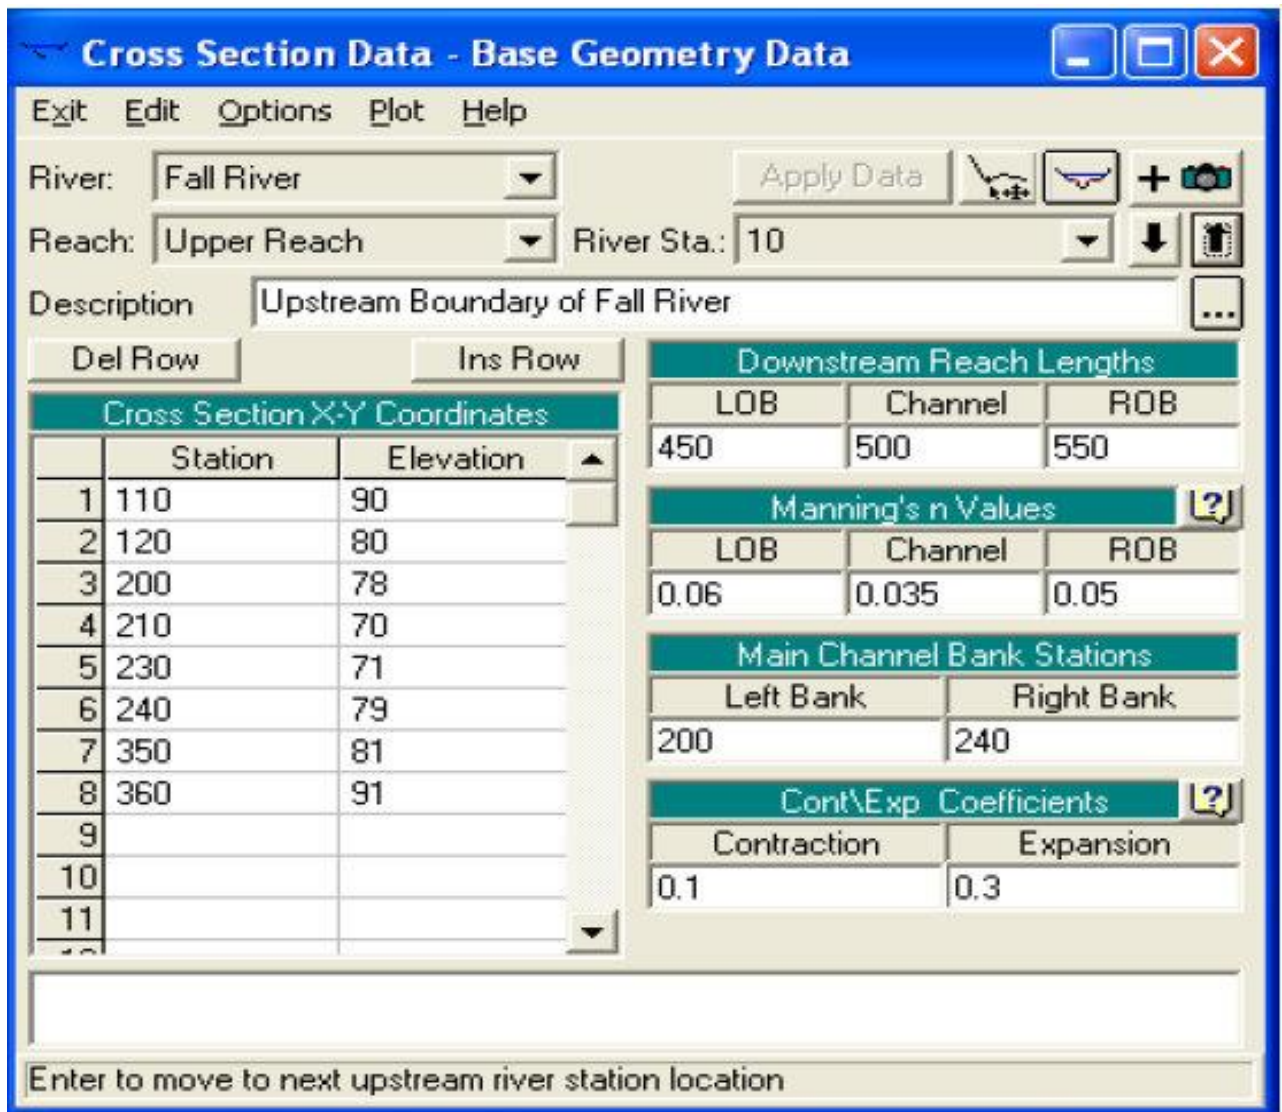 Cross Section Data - Base Geometry Data
Exit Edit Options Plot Help
River: Fall River Apply Data
Reach: Upper Reach River Sta.: 10
Description Upstream Boundary of Fall River ...
Del Row Ins Row
Cross Section X-Y Coordinates
Station Elevation
1 110 90
2 120 80
3 200 78
4 210 70
5 230 71
6 240 79
7 350 81
8 360 91
9
10
11
Downstream Reach Lengths
LOB Channel ROB
450 500 550
Manning's n Values ?
LOB Channel ROB
0.06 0.035 0.05
Main Channel Bank Stations
Left Bank Right Bank
200 240
Cont\Exp Coefficients ?
Contraction Expansion
0.1 0.3
Enter to move to next upstream river station location